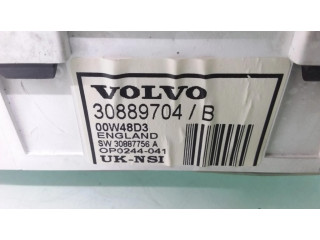 VOLVO
30889704 / B
00W48D3
ENGLAND
SW 30887756 A
OP0244-041
UK-NSI